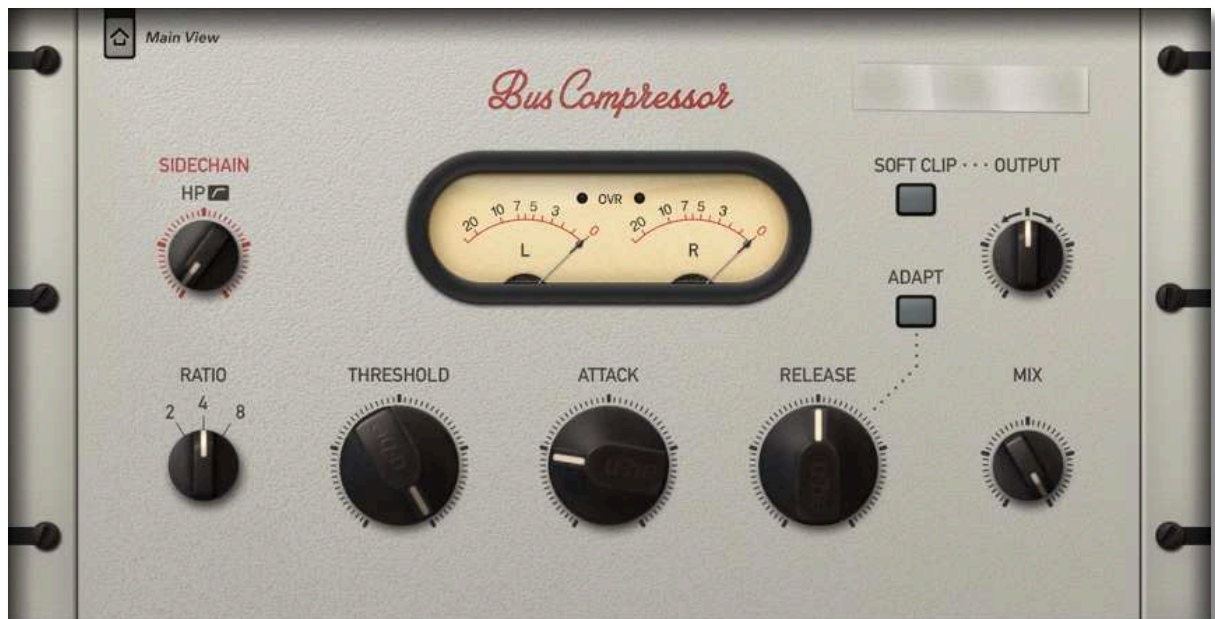 Main View
Bus Compressor
SIDECHAIN
HP
SOFT CLIP ··· OUTPUT
20 10 7 5 3 0
OVR
20 10 7 5 3 0
L
R
ADAPT
RATIO
2 4 8
THRESHOLD
ATTACK
RELEASE
MIX